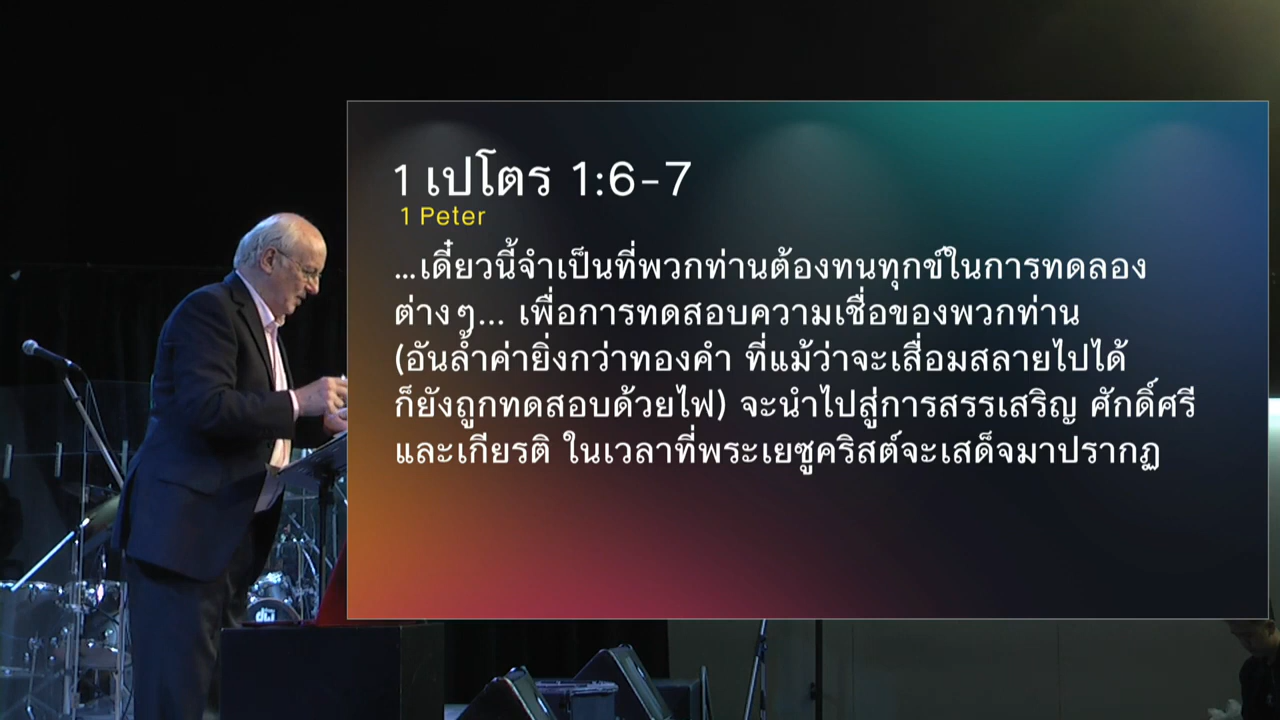 1 เปโตร 1:6-7
1 Peter
...เดี๋ยวนี้จำเป็นที่พวกท่านต้องทนทุกข์ในการทดลอง
ต่างๆ... เพื่อการทดสอบความเชื่อของพวกท่าน
(อันล้ำค่ายิ่งกว่าทองคำ ที่แม้ว่าจะเสื่อมสลายไปได้
ก็ยังถูกทดสอบด้วยไฟ) จะนำไปสู่การสรรเสริญ ศักดิ์ศรี
และเกียรติ ในเวลาที่พระเยซูคริสต์จะเสด็จมาปรากฏ
dw